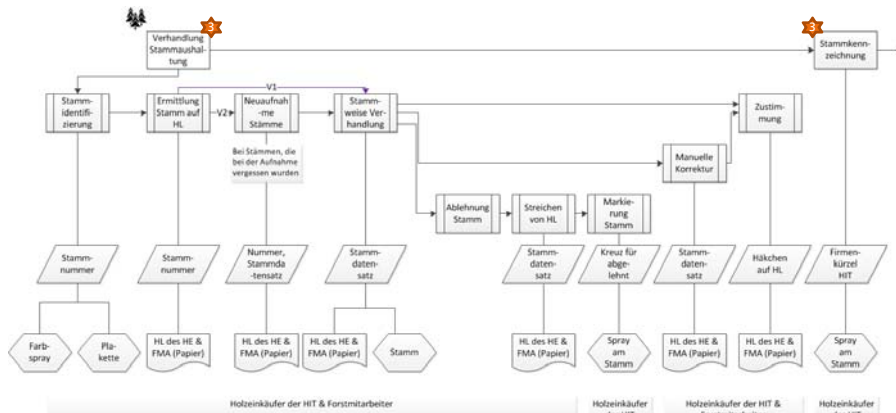 3
Verhandlung
Stammaushal-
tung
3
Stammkenn-
zeichnung
V1
Stamm-
identifi-
zierung
Ermittlung
Stamm auf
HL
V2
Neuaufnah-
me
Stämme
Stamm-
weise Ver-
handlung
Zustim-
mung
Bei Stämmen, die
bei der Aufnahme
vergessen wurden
Manuelle
Korrektur
Ablehnung
Stamm
Streichen
von HL
Markie-
rung
Stamm
Stamm-
nummer
Stamm-
nummer
Nummer,
Stammda-
tensatz
Stamm-
daten-
satz
Stamm-
daten-
satz
Kreuz für
abge-
lehnt
Stamm-
daten-
satz
Häkchen
auf HL
Firmen-
kürzel
HIT
Farb-
spray
Pla-
kette
HL des HE &
FMA (Papier)
HL des HE &
FMA (Papier)
HL des HE &
FMA (Papier)
Stamm
HL des HE &
FMA (Papier)
Spray
am
Stamm
HL des HE &
FMA (Papier)
HL des HE &
FMA (Papier)
Spray
am
Stamm
Holzeinkäufer der HIT & Forstmitarbeiter
Holzeinkäufer
Holzeinkäufer der HIT &
Holzeinkäufer